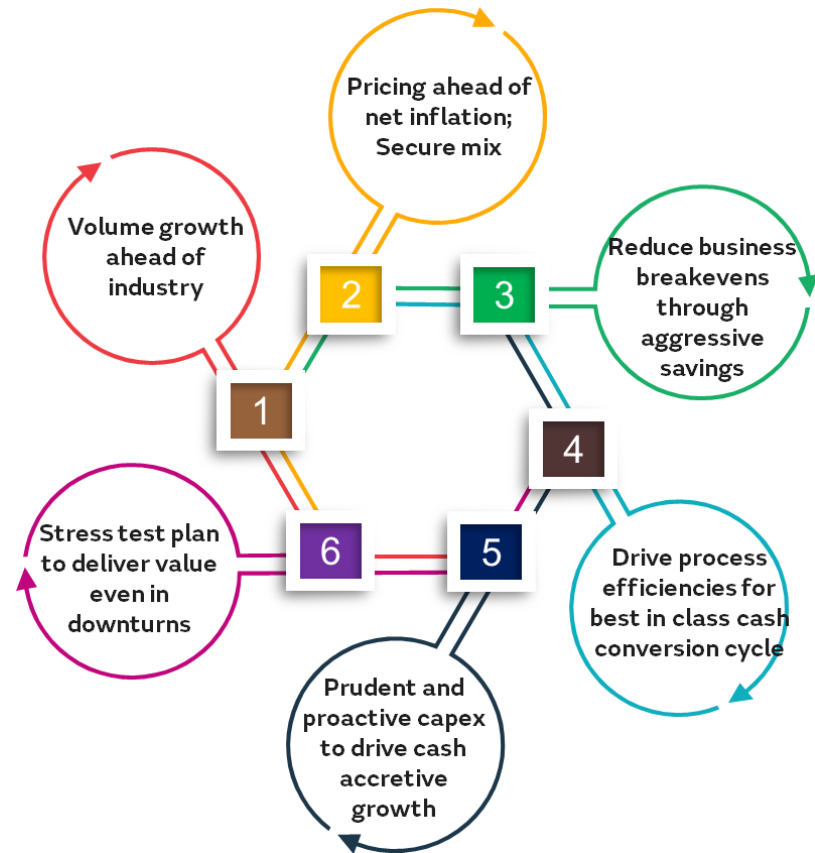 1
Volume growth
ahead of
industry
2
Pricing ahead of
net inflation;
Secure mix
3
Reduce business
breakevens
through
aggressive
savings
4
Drive process
efficiencies for
best in class cash
conversion cycle
5
Prudent and
proactive capex
to drive cash
accretive
growth
6
Stress test plan
to deliver value
even in
downturns